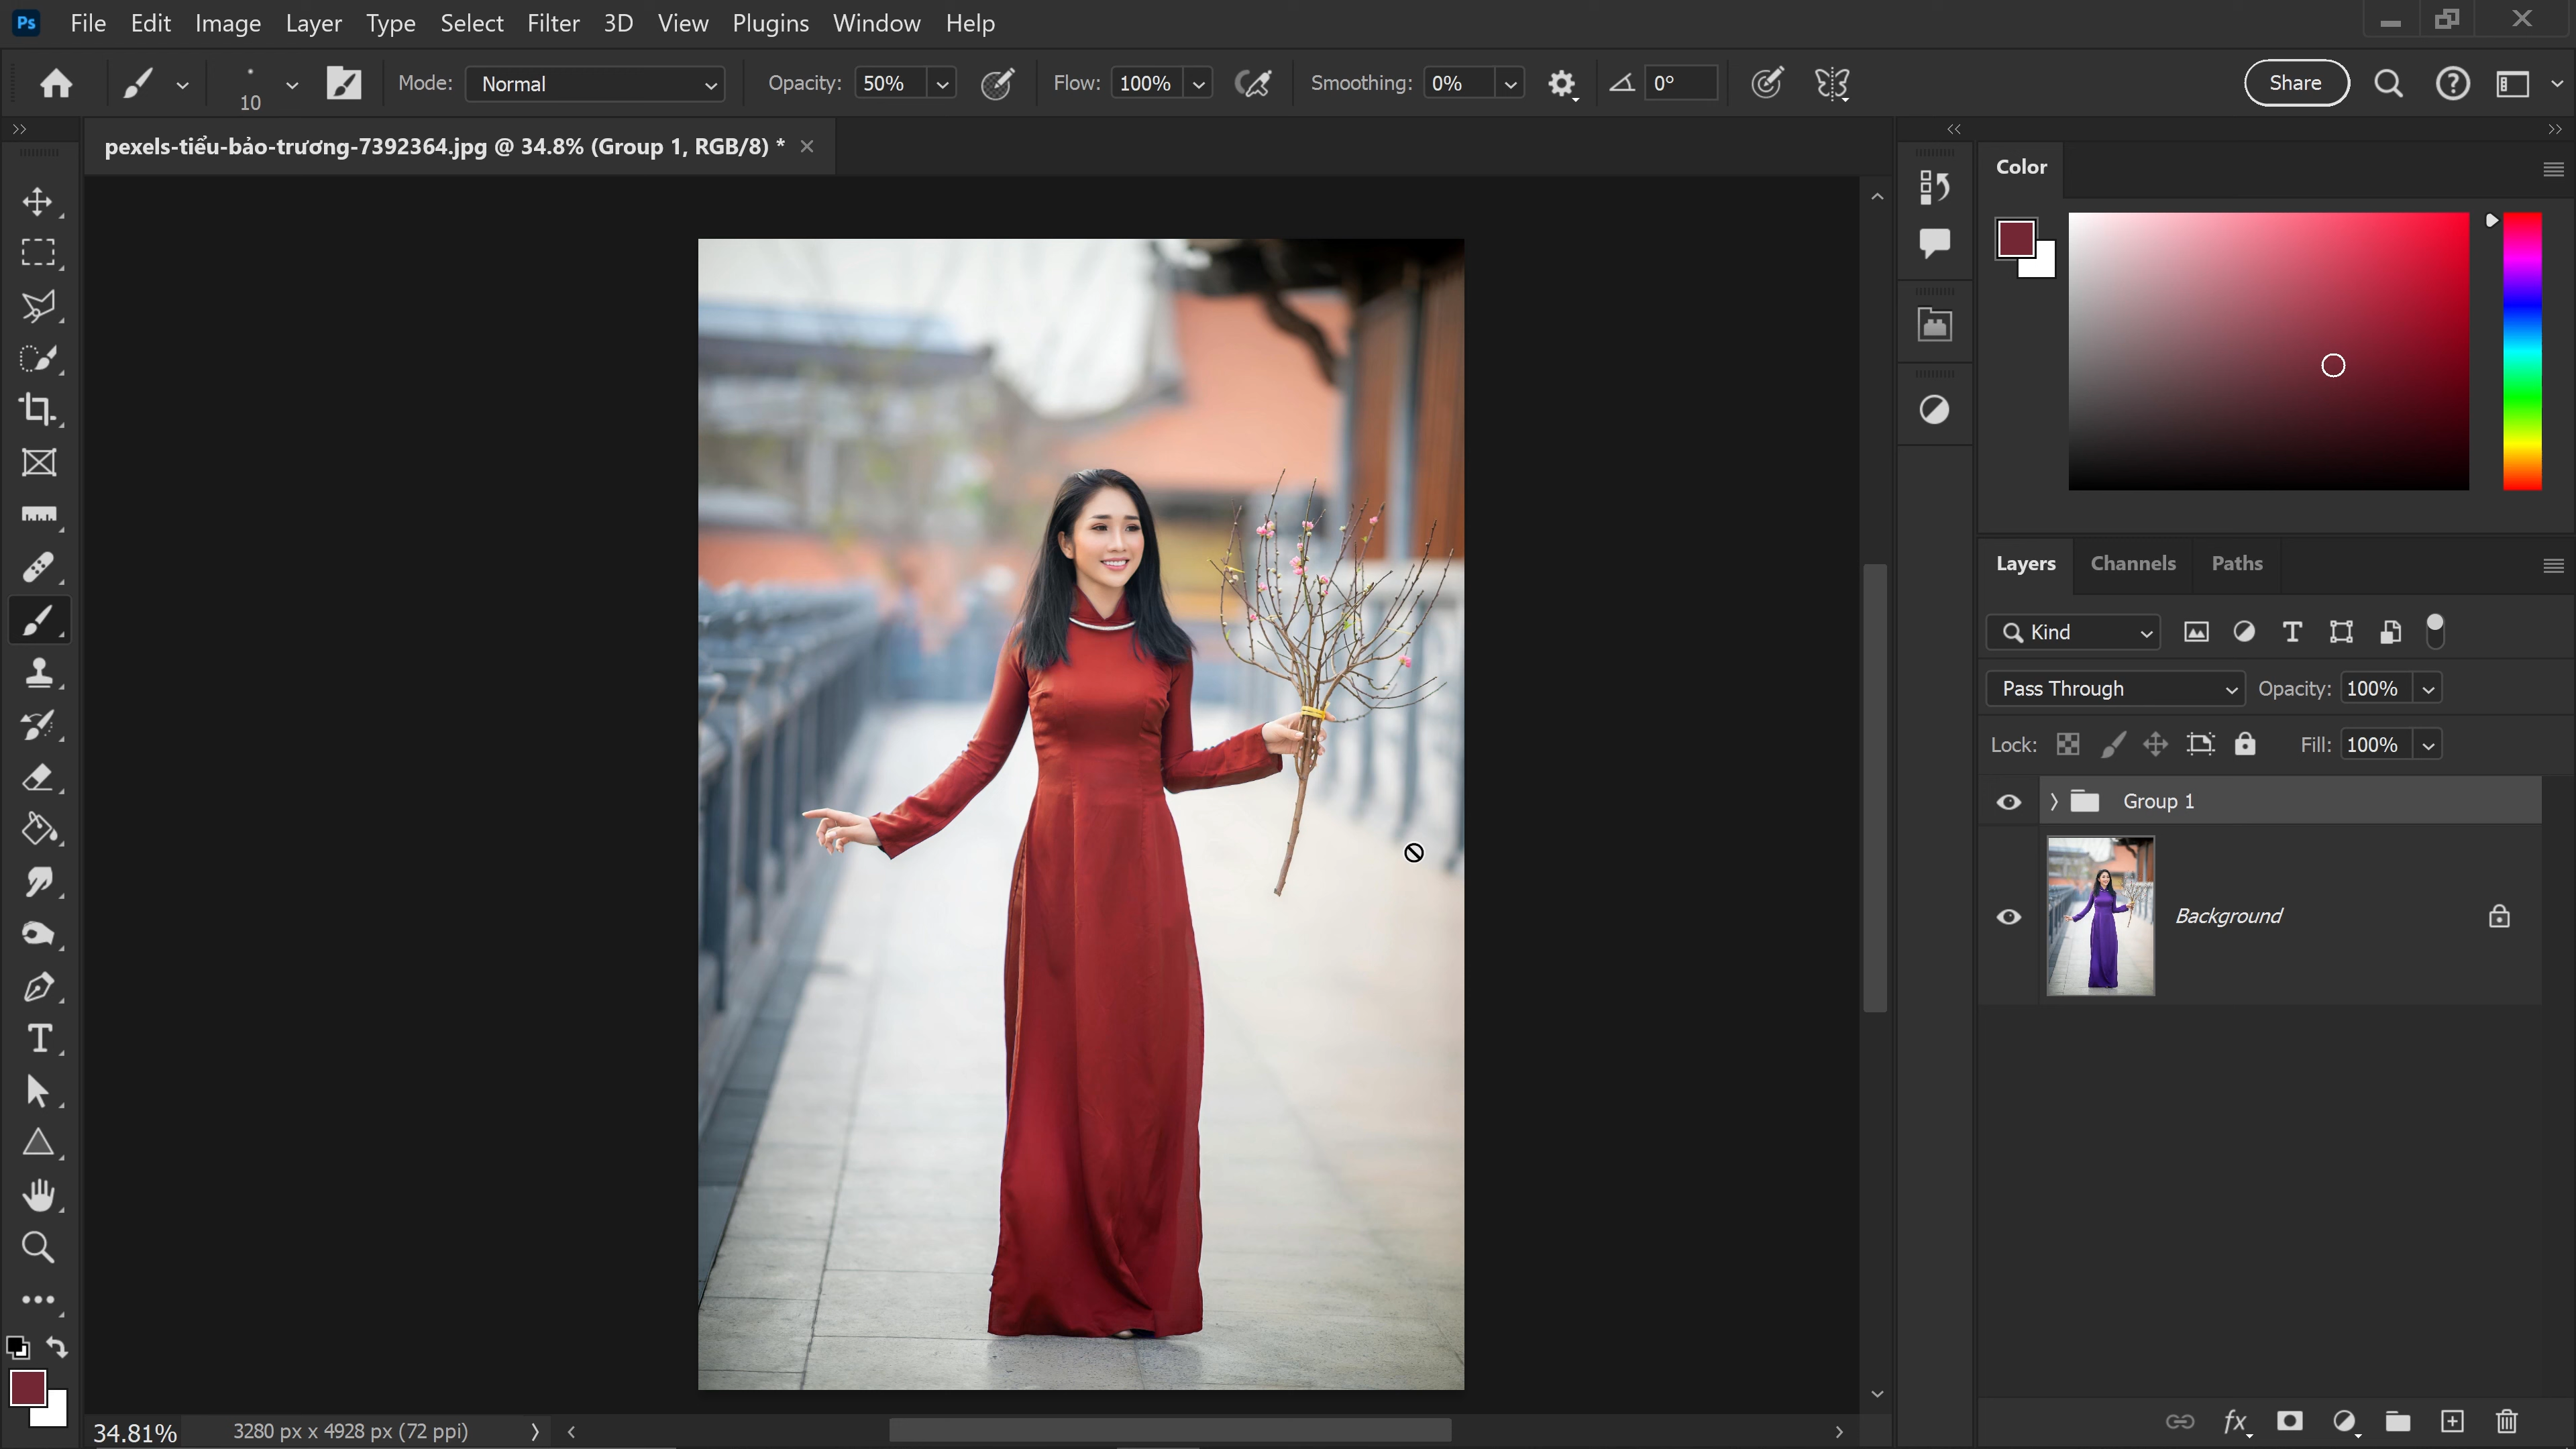 Ps File Edit Image Layer Type Select Filter 3D View Plugins Window Help
10 Mode: Normal Opacity: 50% Flow: 100% Smoothing: 0% 0° Share
pexels-tiểu-bảo-trương-7392364.jpg @ 34.8% (Group 1, RGB/8) *
Color
Layers Channels Paths
Kind
Pass Through Opacity: 100%
Lock: Fill: 100%
Group 1
Background
34.81% 3280 px x 4928 px (72 ppi)
fx